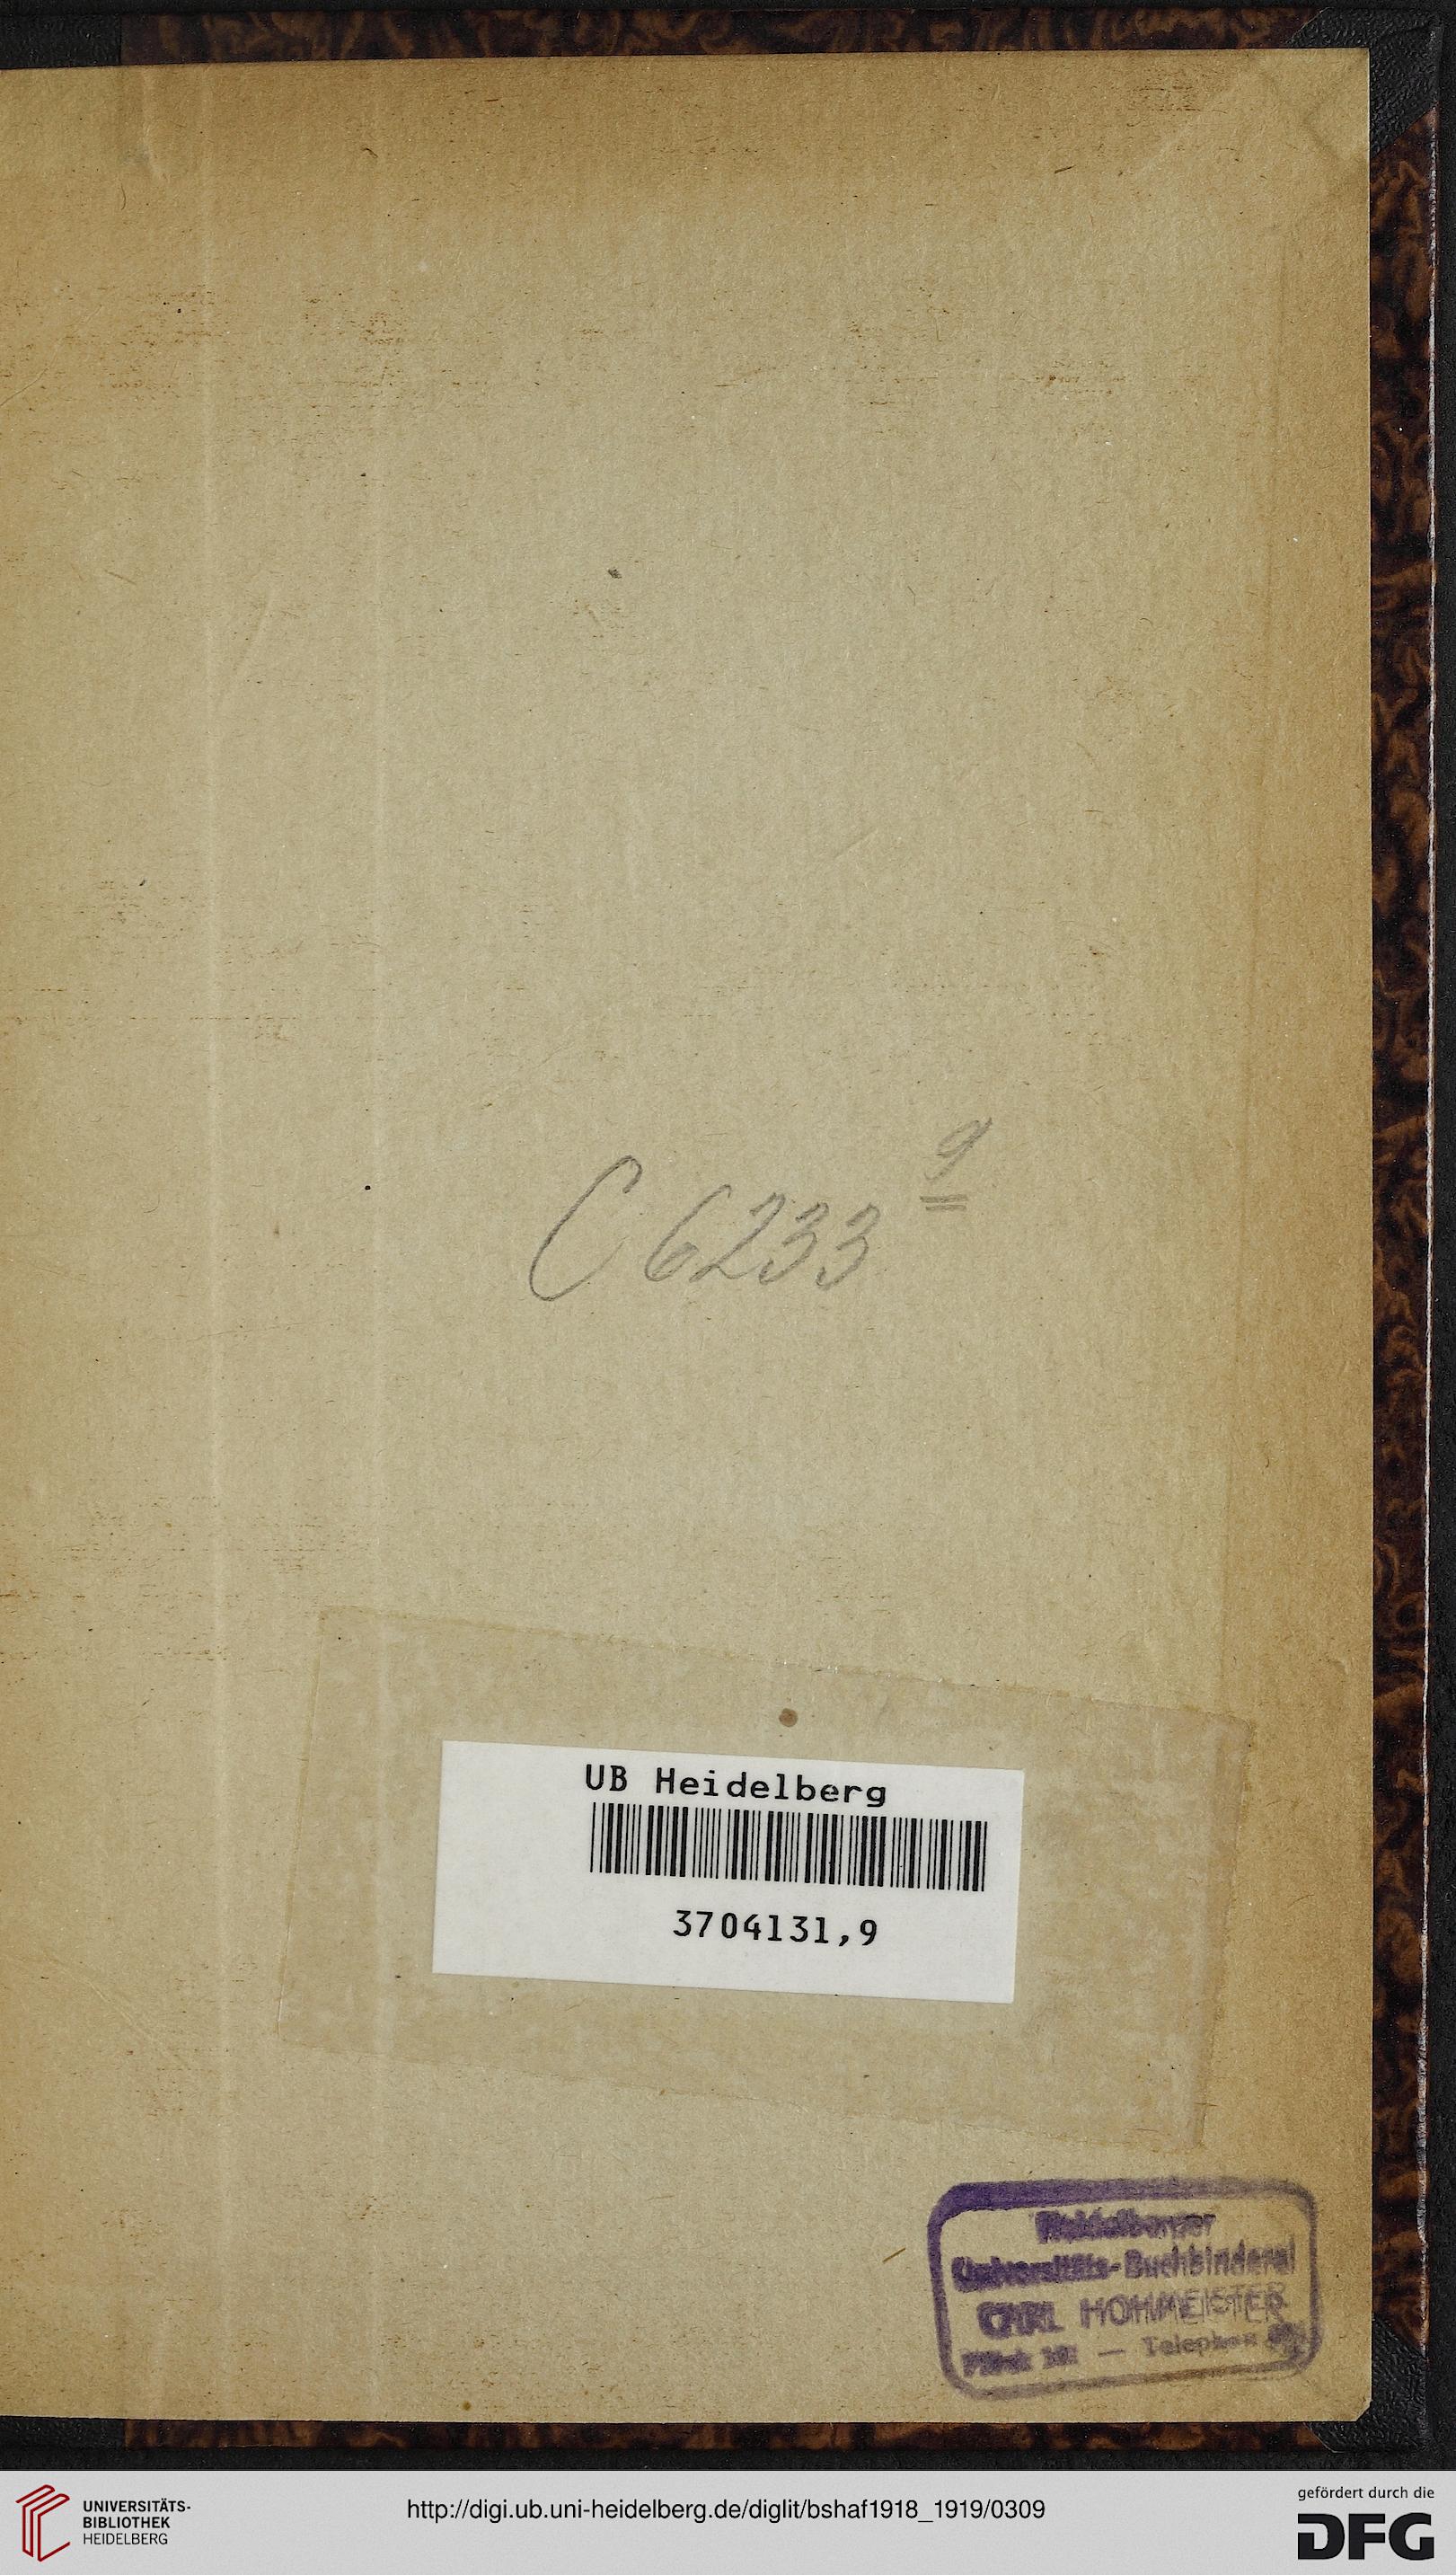 C 6233 9
UB Heidelberg
3704131,9
Heidelberger
Universitäts-Buchbinderei
CARL HOHMEISTER
— Telephon
UNIVERSITÄTS-
BIBLIOTHEK
HEIDELBERG
http://digi.ub.uni-heidelberg.de/diglit/bshaf1918_1919/0309
gefördert durch die
DFG